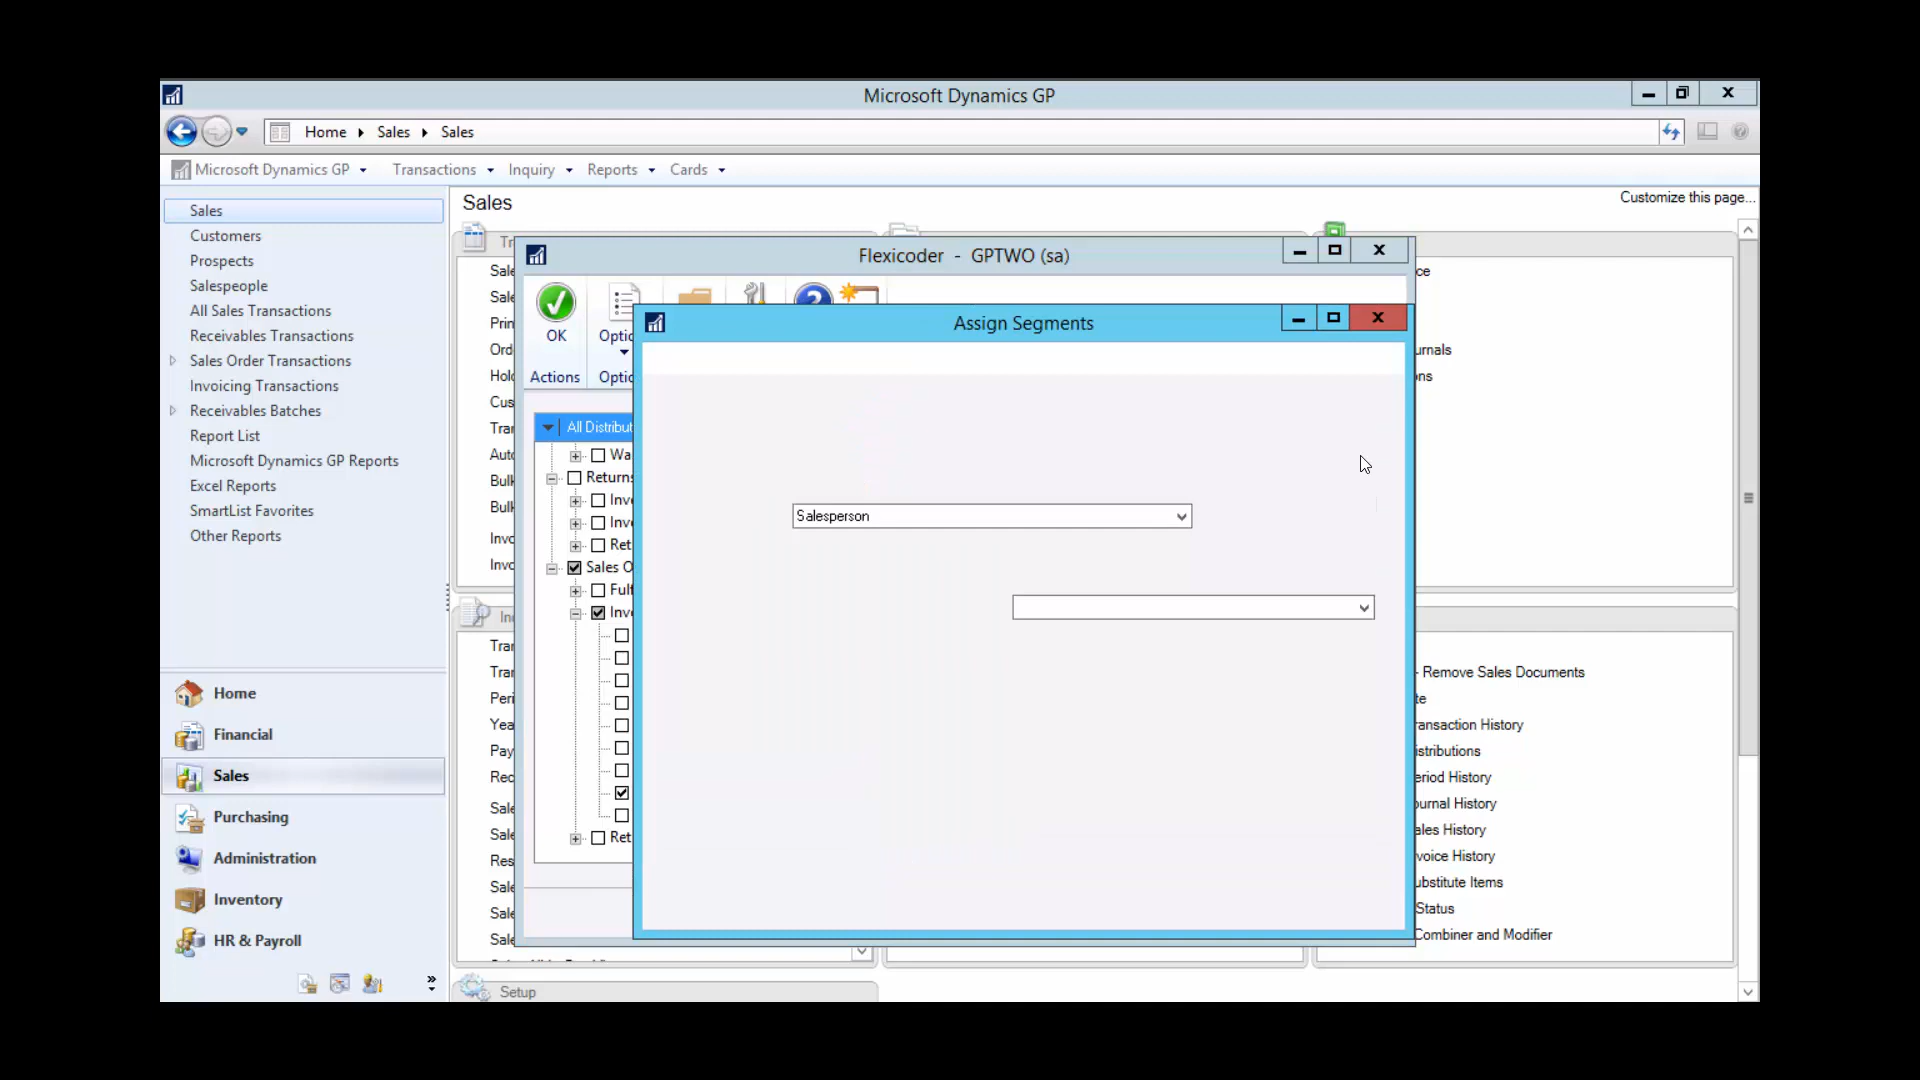 Microsoft Dynamics GP
Home Sales Sales
Microsoft Dynamics GP Transactions Inquiry Reports Cards
Sales
Customers
Prospects
Salespeople
All Sales Transactions
Receivables Transactions
Sales Order Transactions
Invoicing Transactions
Receivables Batches
Report List
Microsoft Dynamics GP Reports
Excel Reports
SmartList Favorites
Other Reports
Home
Financial
Sales
Purchasing
Administration
Inventory
HR & Payroll
Sales
Customize this page...
Flexicoder - GPTWO (sa)
OK
Actions
All Distribut
Returns
Assign Segments
Salesperson
- Remove Sales Documents
ransaction History
istributions
eriod History
ournal History
ales History
voice History
ubstitute Items
Status
Combiner and Modifier
Setup